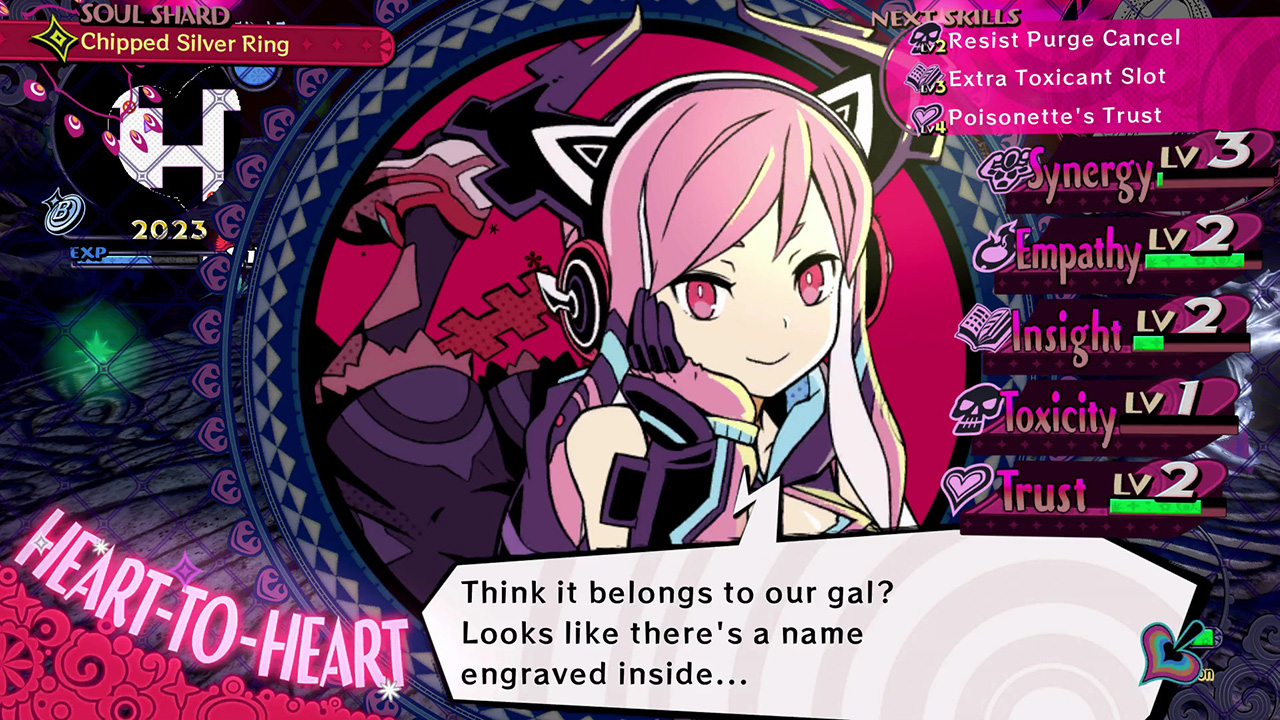 SOUL SHARD
Chipped Silver Ring
H
B
2023
EXP
NEXT SKILLS
LV2 Resist Purge Cancel
LV3 Extra Toxicant Slot
LV4 Poisonette's Trust
Synergy LV 3
Empathy LV 2
Insight LV 2
Toxicity LV 1
Trust LV 2
HEART-TO-HEART
Think it belongs to our gal?
Looks like there's a name
engraved inside...